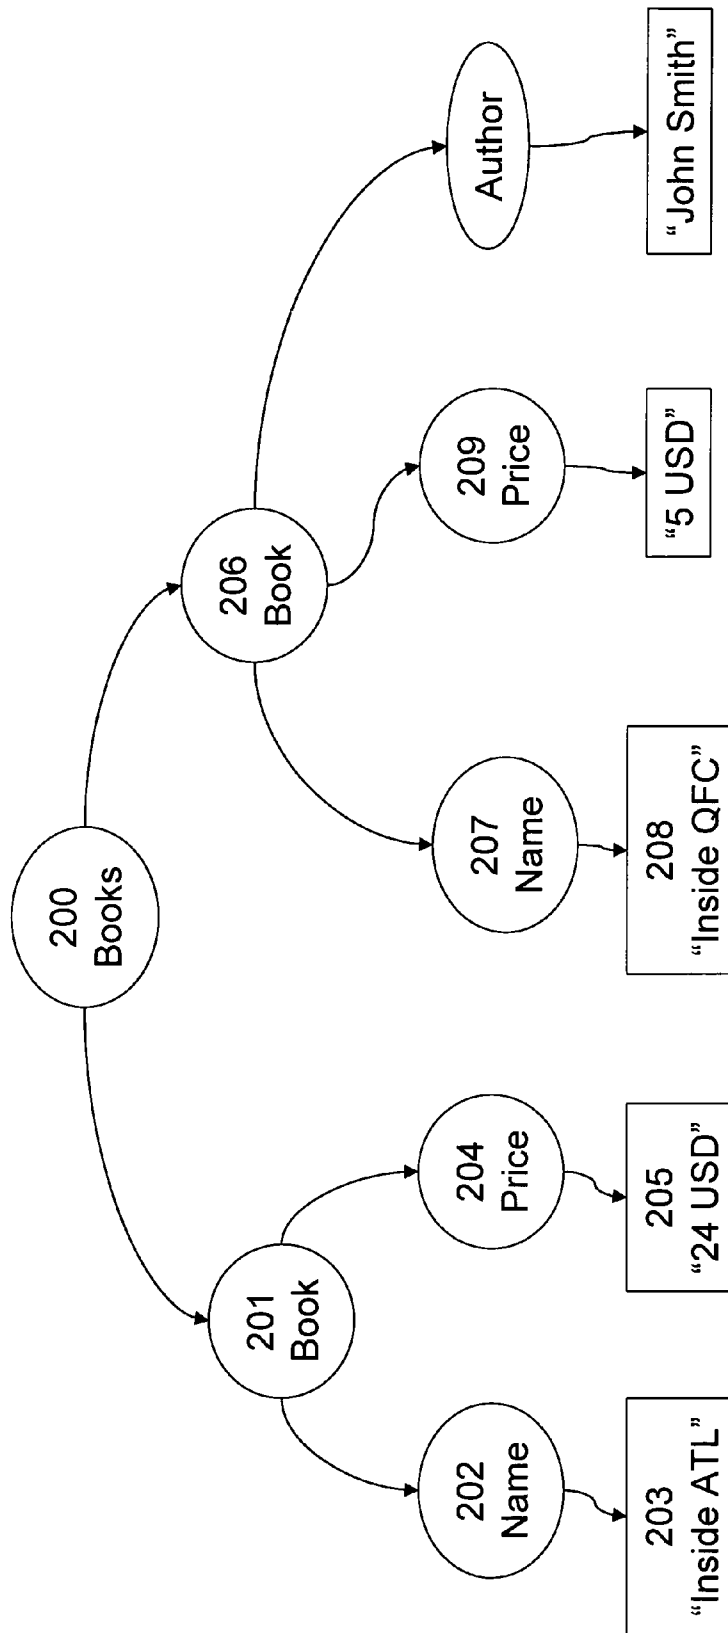 200
Books
201
Book
206
Book
202
Name
204
Price
207
Name
209
Price
Author
203
“Inside ATL”
205
“24 USD”
208
“Inside QFC”
“5 USD”
“John Smith”